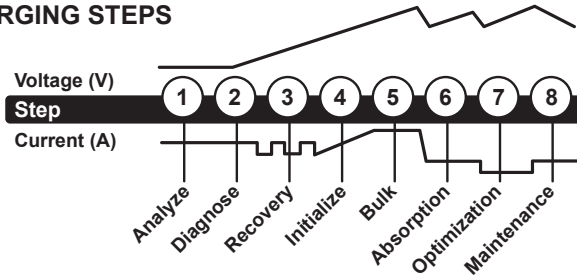 RGING STEPS
Voltage (V)
Step
1 2 3 4 5 6 7 8
Current (A)
Analyze
Diagnose
Recovery
Initialize
Bulk
Absorption
Optimization
Maintenance